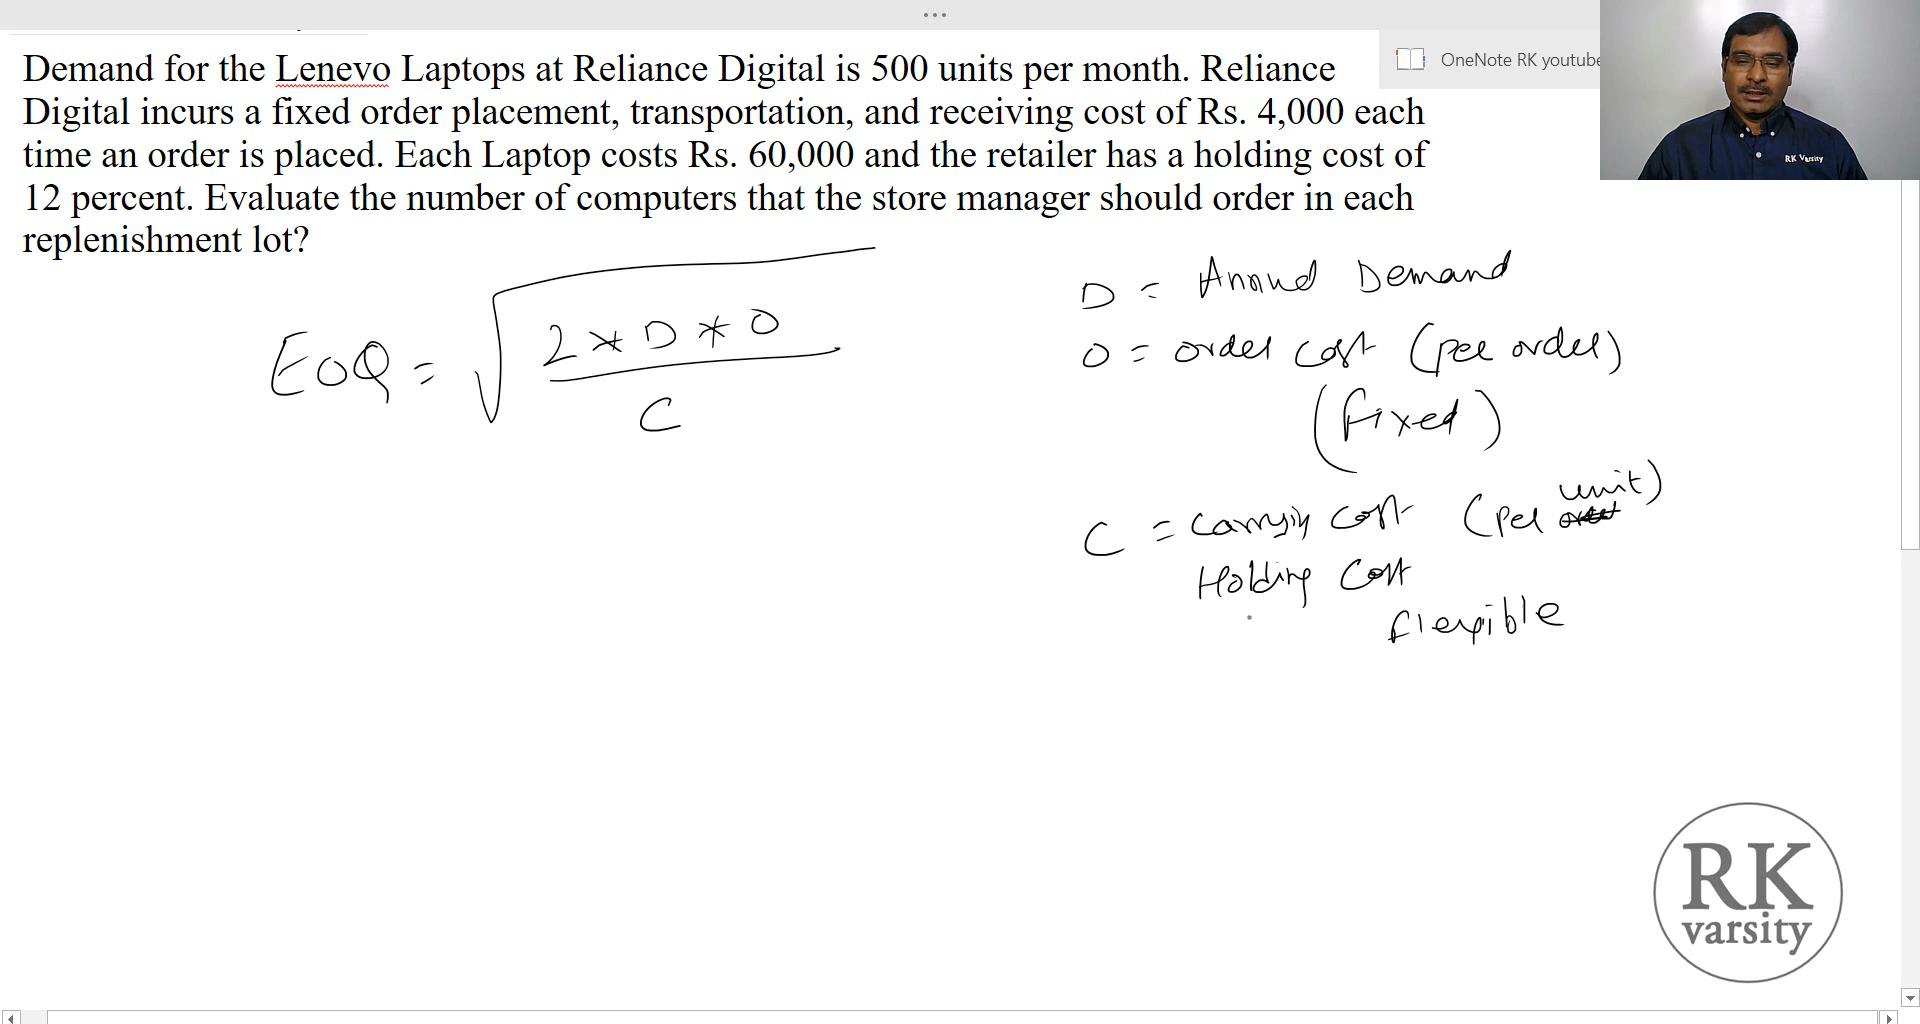 Demand for the Lenevo Laptops at Reliance Digital is 500 units per month. Reliance
Digital incurs a fixed order placement, transportation, and receiving cost of Rs. 4,000 each
time an order is placed. Each Laptop costs Rs. 60,000 and the retailer has a holding cost of
12 percent. Evaluate the number of computers that the store manager should order in each
replenishment lot?
OneNote RK youtube
RK Varsity
EOQ = √
2 * D * O
C
D = Annual Demand
O = order cost (per order)
(fixed)
C = Carrying cost (per unit)
Holding Cost
flexible
RK
varsity